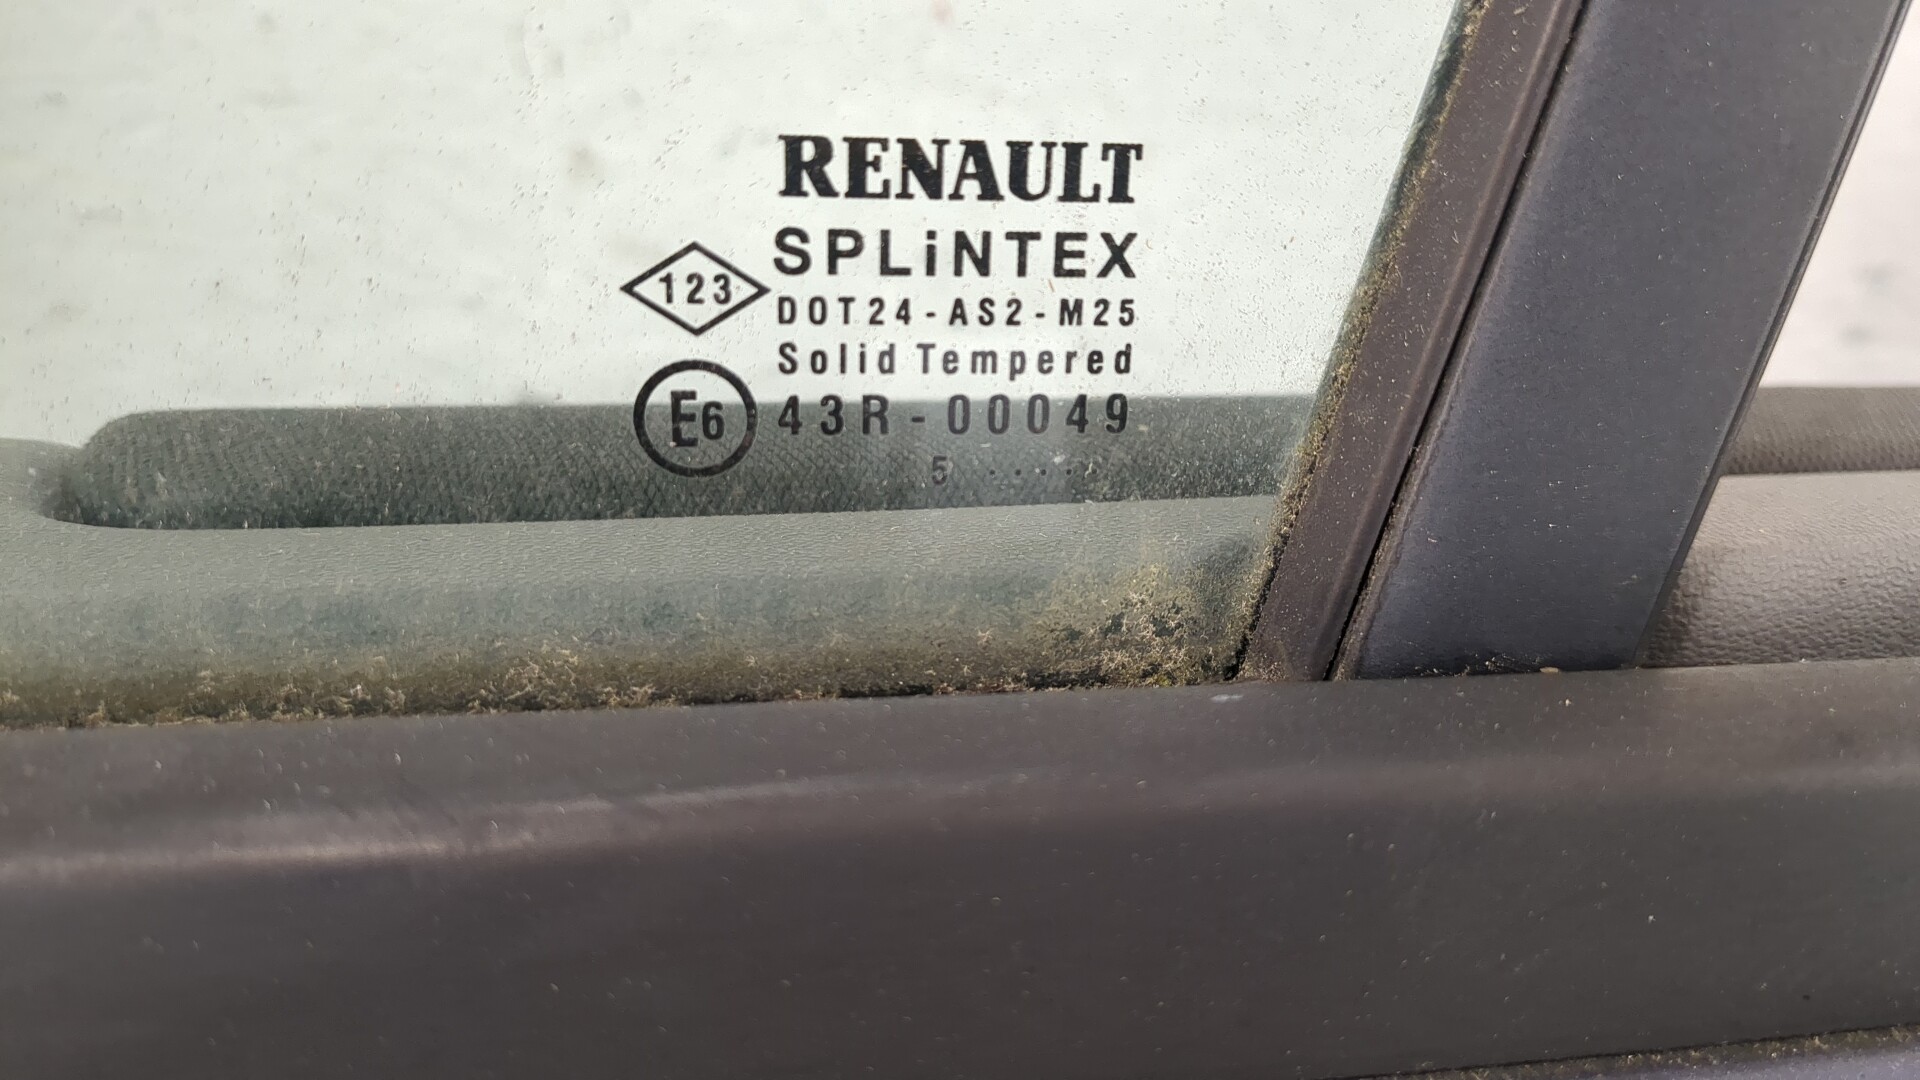 RENAULT
SPLiNTEX
123
DOT24-AS2-M25
Solid Tempered
E6 43R-00049
5 .....